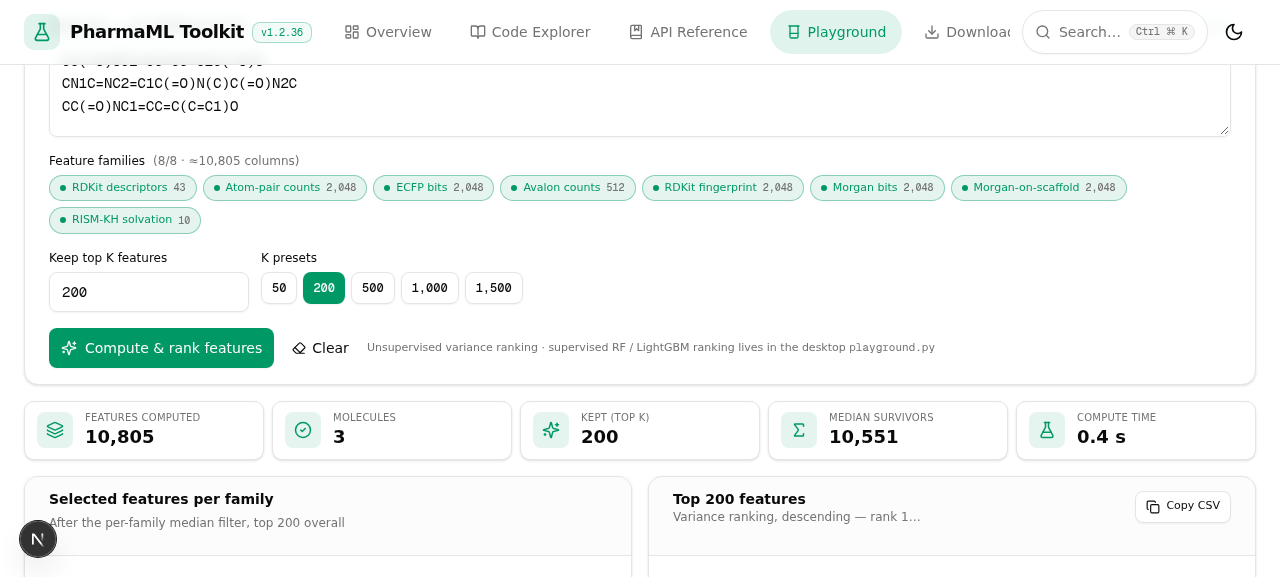 PharmaML Toolkit v1.2.36 Overview Code Explorer API Reference Playground Downloac Search... Ctrl ⌘ K
CN1C=NC2=C1C(=O)N(C)C(=O)N2C
CC(=O)NC1=CC=C(C=C1)O
Feature families (8/8 · ≈10,805 columns)
RDKit descriptors 43 Atom-pair counts 2,048 ECFP bits 2,048 Avalon counts 512 RDKit fingerprint 2,048 Morgan bits 2,048 Morgan-on-scaffold 2,048
RISM-KH solvation 10
Keep top K features K presets
200 50 200 500 1,000 1,500
Compute & rank features Clear Unsupervised variance ranking · supervised RF / LightGBM ranking lives in the desktop playground.py
FEATURES COMPUTED MOLECULES KEPT (TOP K) MEDIAN SURVIVORS COMPUTE TIME
10,805 3 200 10,551 0.4 s
Selected features per family Top 200 features Copy CSV
After the per-family median filter, top 200 overall Variance ranking, descending — rank 1…
N